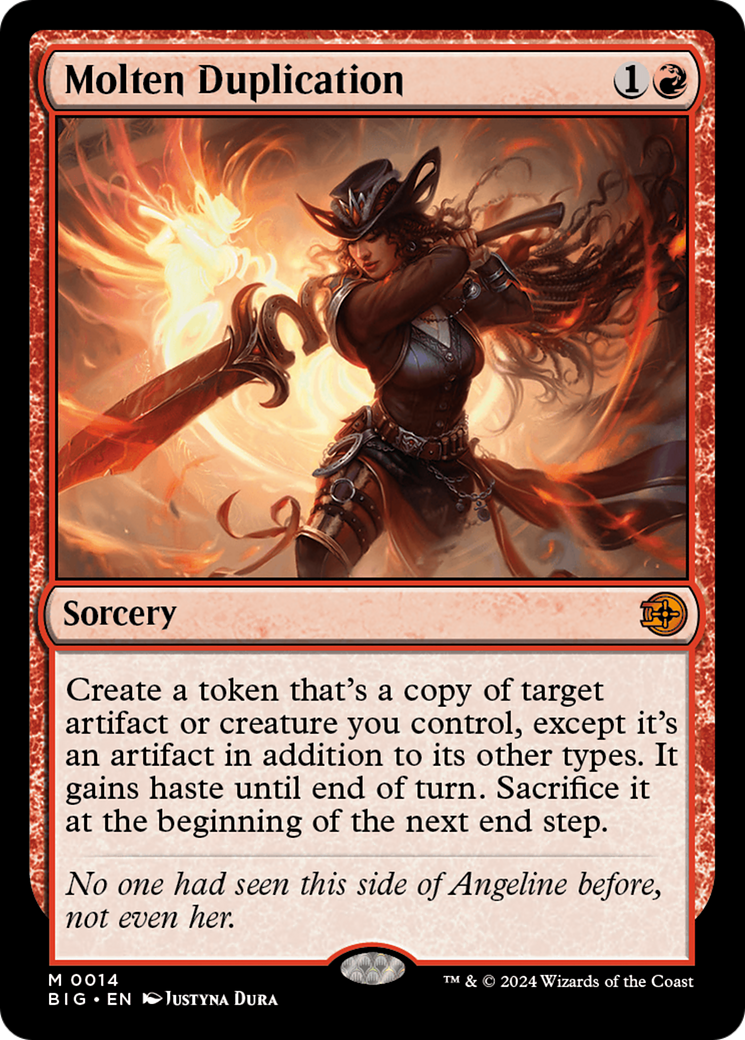 Molten Duplication 1
Sorcery
Create a token that's a copy of target
artifact or creature you control, except it's
an artifact in addition to its other types. It
gains haste until end of turn. Sacrifice it
at the beginning of the next end step.
No one had seen this side of Angeline before,
not even her.
M 0014
BIG • EN Justyna Dura
™ & © 2024 Wizards of the Coast